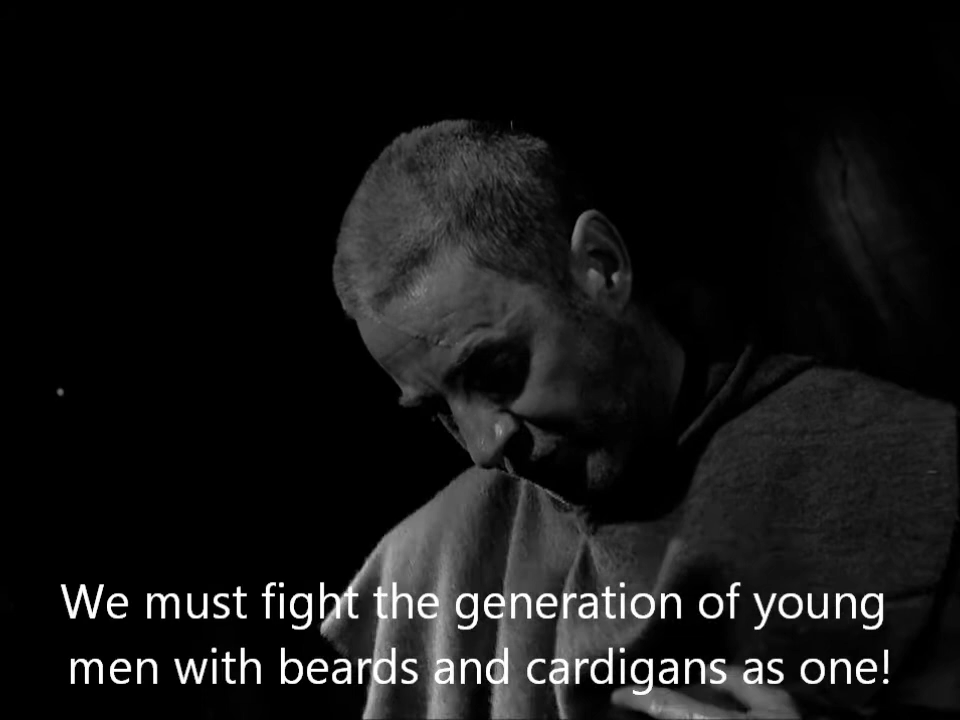 We must fight the generation of young
men with beards and cardigans as one!